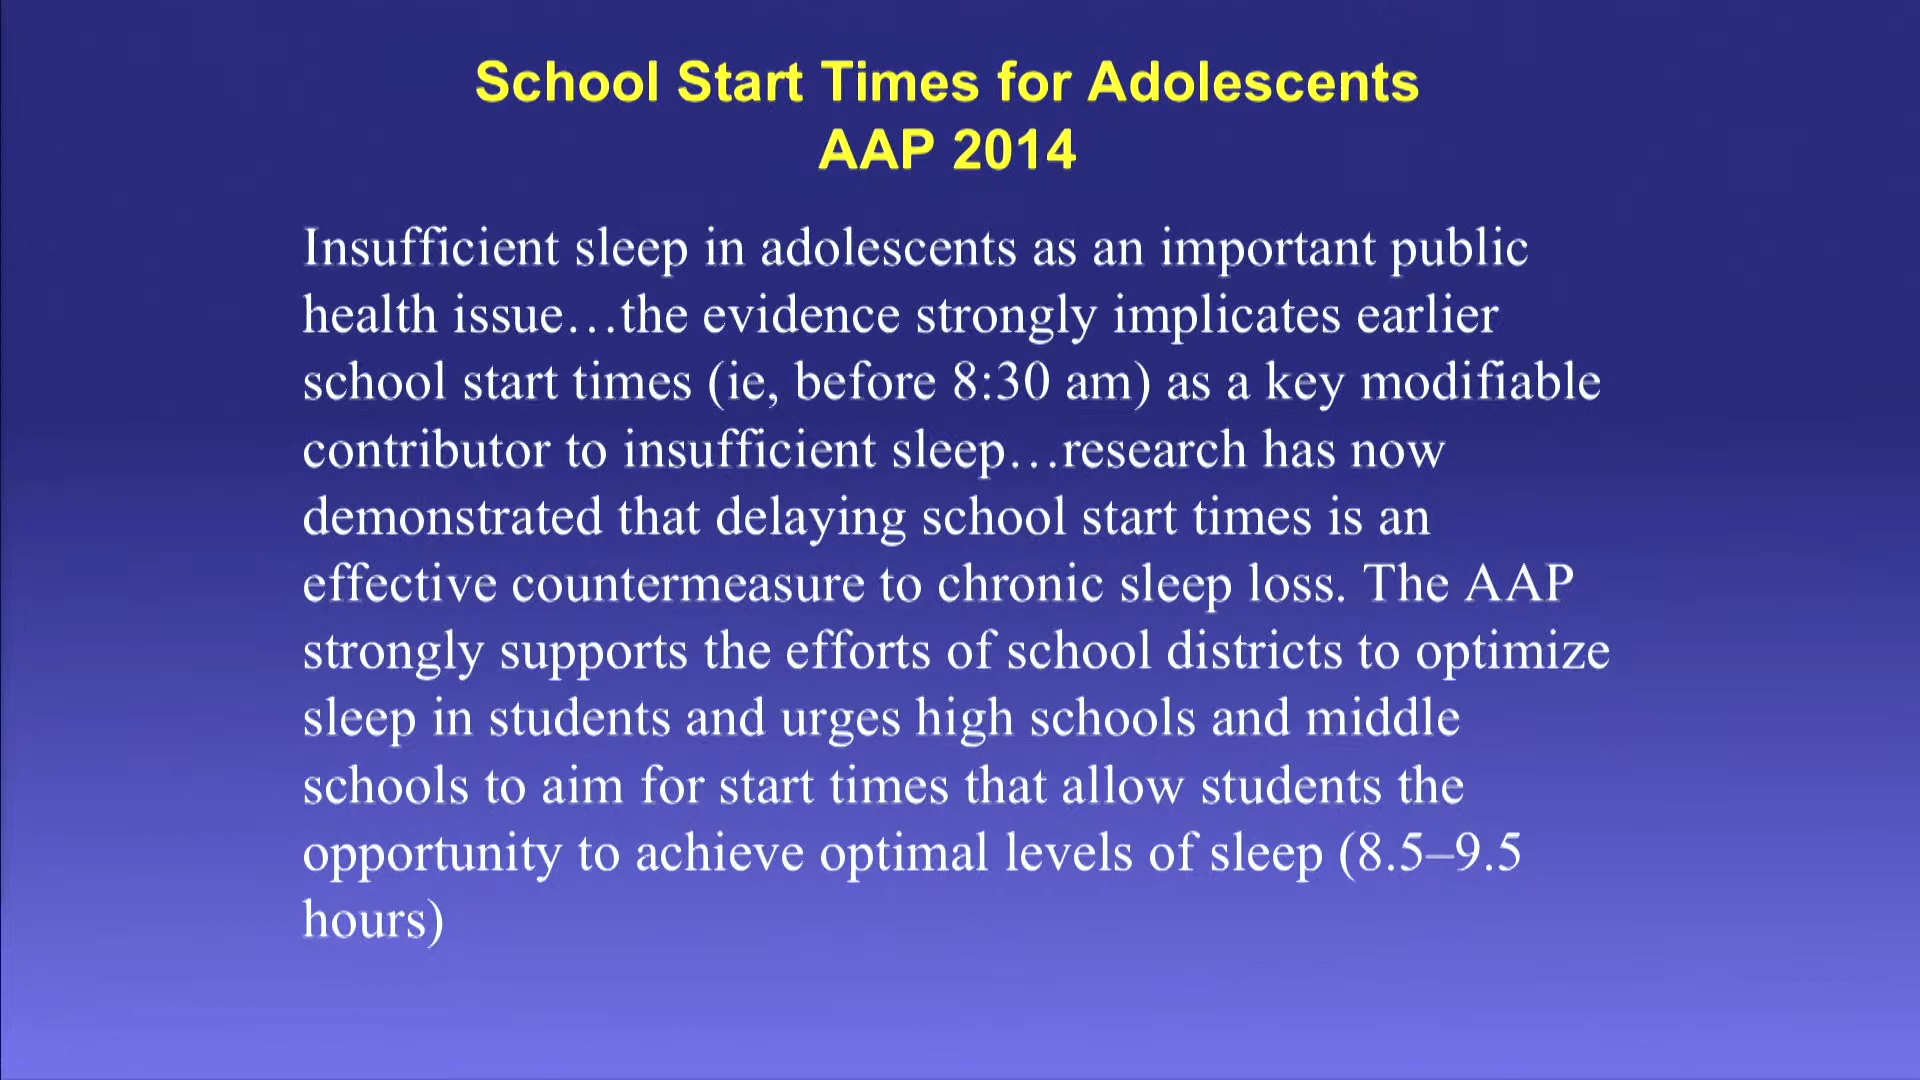 School Start Times for Adolescents
AAP 2014
Insufficient sleep in adolescents as an important public
health issue…the evidence strongly implicates earlier
school start times (ie, before 8:30 am) as a key modifiable
contributor to insufficient sleep…research has now
demonstrated that delaying school start times is an
effective countermeasure to chronic sleep loss. The AAP
strongly supports the efforts of school districts to optimize
sleep in students and urges high schools and middle
schools to aim for start times that allow students the
opportunity to achieve optimal levels of sleep (8.5–9.5
hours)